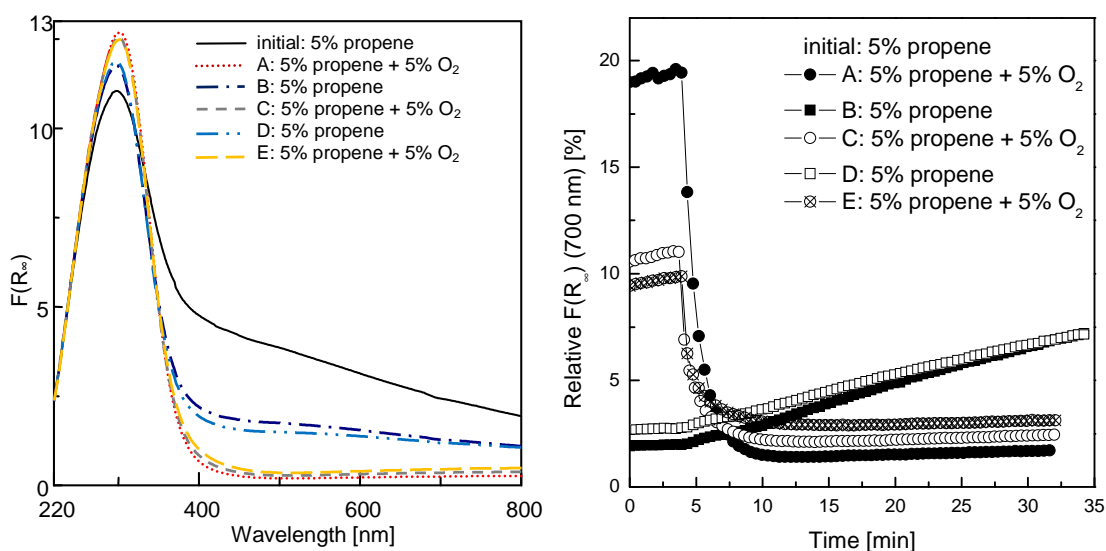 13
10
5
0
F(R∞)
initial: 5% propene
A: 5% propene + 5% O₂
B: 5% propene
C: 5% propene + 5% O₂
D: 5% propene
E: 5% propene + 5% O₂
220
400
600
800
Wavelength [nm]
20
15
10
5
0
Relative F(R∞) (700 nm) [%]
initial: 5% propene
A: 5% propene + 5% O₂
B: 5% propene
C: 5% propene + 5% O₂
D: 5% propene
E: 5% propene + 5% O₂
0
5
10
15
20
25
30
35
Time [min]